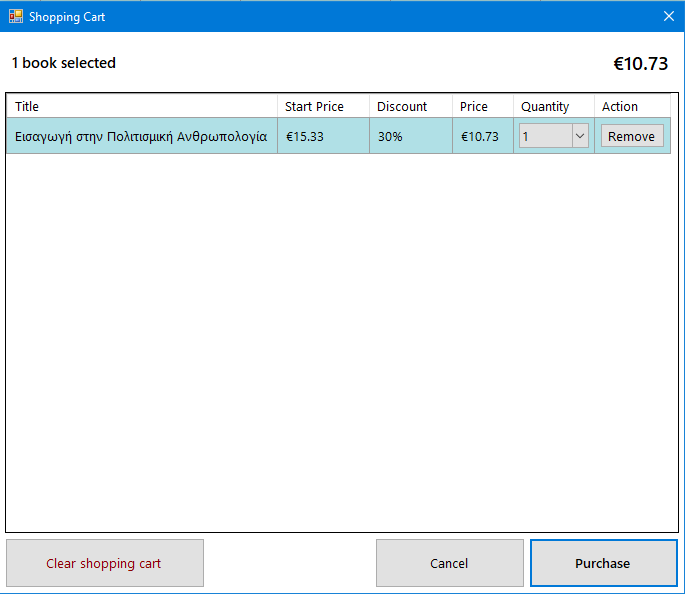 Shopping Cart
1 book selected
€10.73
Title Start Price Discount Price Quantity Action
Εισαγωγή στην Πολιτισμική Ανθρωπολογία €15.33 30% €10.73 1 Remove
Clear shopping cart Cancel Purchase